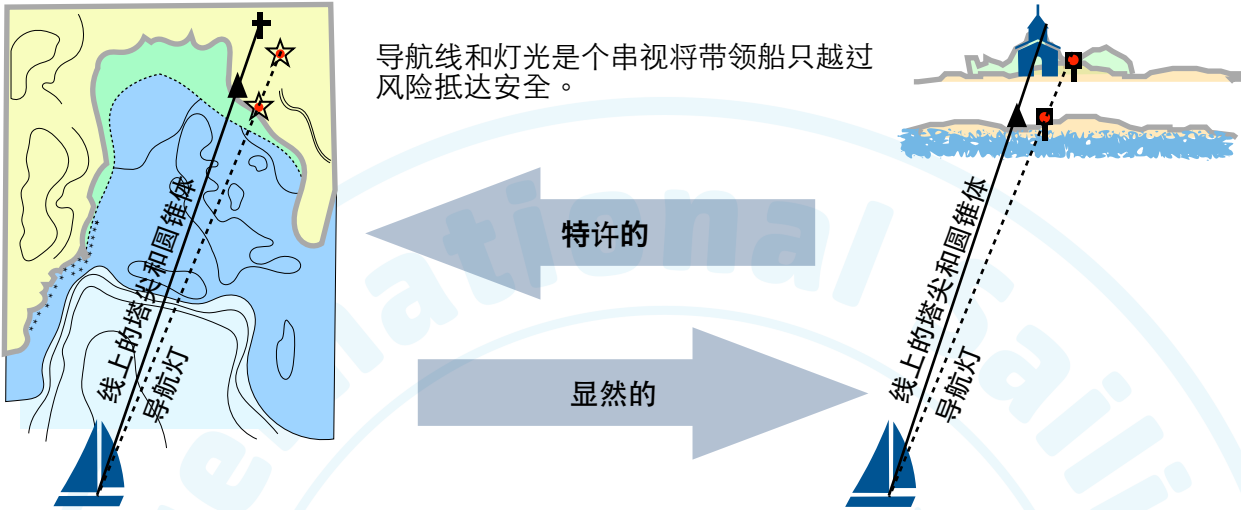 导航线和灯光是个串视将带领船只越过
风险抵达安全。
特许的
显然的
线上的塔尖和圆锥体
导航灯
线上的塔尖和圆锥体
导航灯